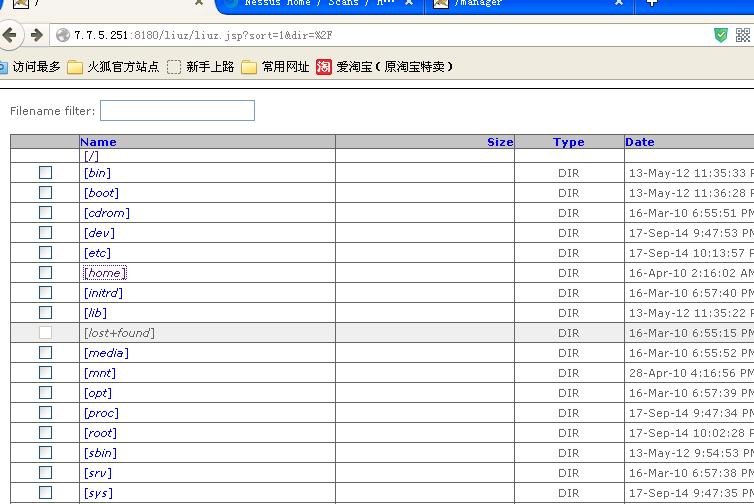 /
Nessus Home / Scans / H···
/manager
7.7.5.251:8180/liuz/liuz.jsp?sort=1&dir=%2F
访问最多 火狐官方站点 新手上路 常用网址 淘 爱淘宝（原淘宝特卖）
Filename filter:
Name Size Type Date
[/]
[bin] DIR 13-May-12 11:35:33 P
[boot] DIR 13-May-12 11:36:28 P
[cdrom] DIR 16-Mar-10 6:55:51 PM
[dev] DIR 17-Sep-14 9:47:53 PM
[etc] DIR 17-Sep-14 10:13:57 P
[home] DIR 16-Apr-10 2:16:02 AM
[initrd] DIR 16-Mar-10 6:57:40 PM
[lib] DIR 13-May-12 11:35:22 P
[lost+found] DIR 16-Mar-10 6:55:15 PM
[media] DIR 16-Mar-10 6:55:52 PM
[mnt] DIR 28-Apr-10 4:16:56 PM
[opt] DIR 16-Mar-10 6:57:39 PM
[proc] DIR 17-Sep-14 9:47:34 PM
[root] DIR 17-Sep-14 10:02:28 P
[sbin] DIR 13-May-12 9:54:53 PM
[srv] DIR 16-Mar-10 6:57:38 PM
[sys] DIR 17-Sep-14 9:47:35 PM